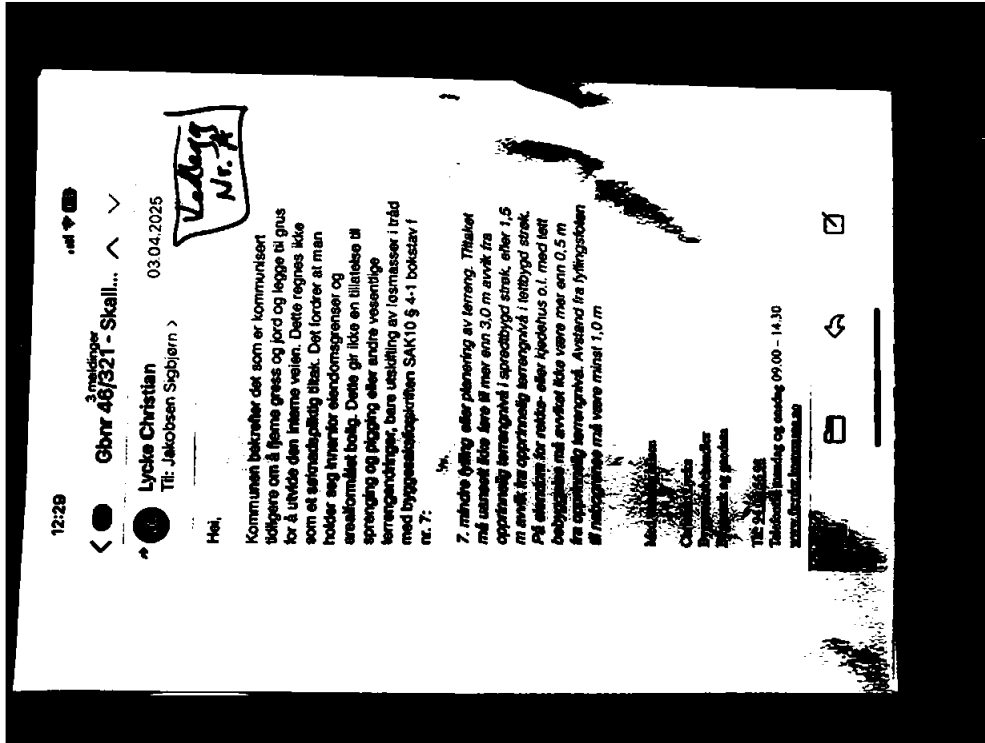 12:29
3 meldinger
Gbnr 46/321 - Skall...
Lycke Christian
03.04.2025
Til: Jakobsen Sigbjørn >
Vedlegg
Nr.
Hei,
Kommunen bekrefter det som er kommunisert
tidligere om å fjerne gress og jord og legge til grus
for å utvide den interne veien. Dette regnes ikke
som et søknadspliktig tiltak. Det fordrer at man
holder seg innenfor eiendomsgrenser og
arealformålet bolig. Dette gir ikke en tillatelse til
sprenging og pigging eller andre vesentlige
terrengendringer, bare utskifting av løsmasser i tråd
med byggesaksforskriften SAK10 § 4-1 bokstav f
nr. 7:
7. mindre fylling eller planering av terreng. Tiltaket
må uansett ikke føre til mer enn 3,0 m avvik fra
opprinnelig terrengnivå i spredtbygd strøk, eller 1,5
m avvik fra opprinnelig terrengnivå i tettbygd strøk.
På eiendom for rekke- eller kjedehus o.l. med tett
bebyggelse må avviket ikke være mer enn 0,5 m
fra opprinnelig terrengnivå. Avstand fra fyllingsfoten
til nabogrense må være minst 1,0 m
Med
Byggesaksbehandler
og geodata
Telefontid mandag og onsdag 09.00 – 14.30